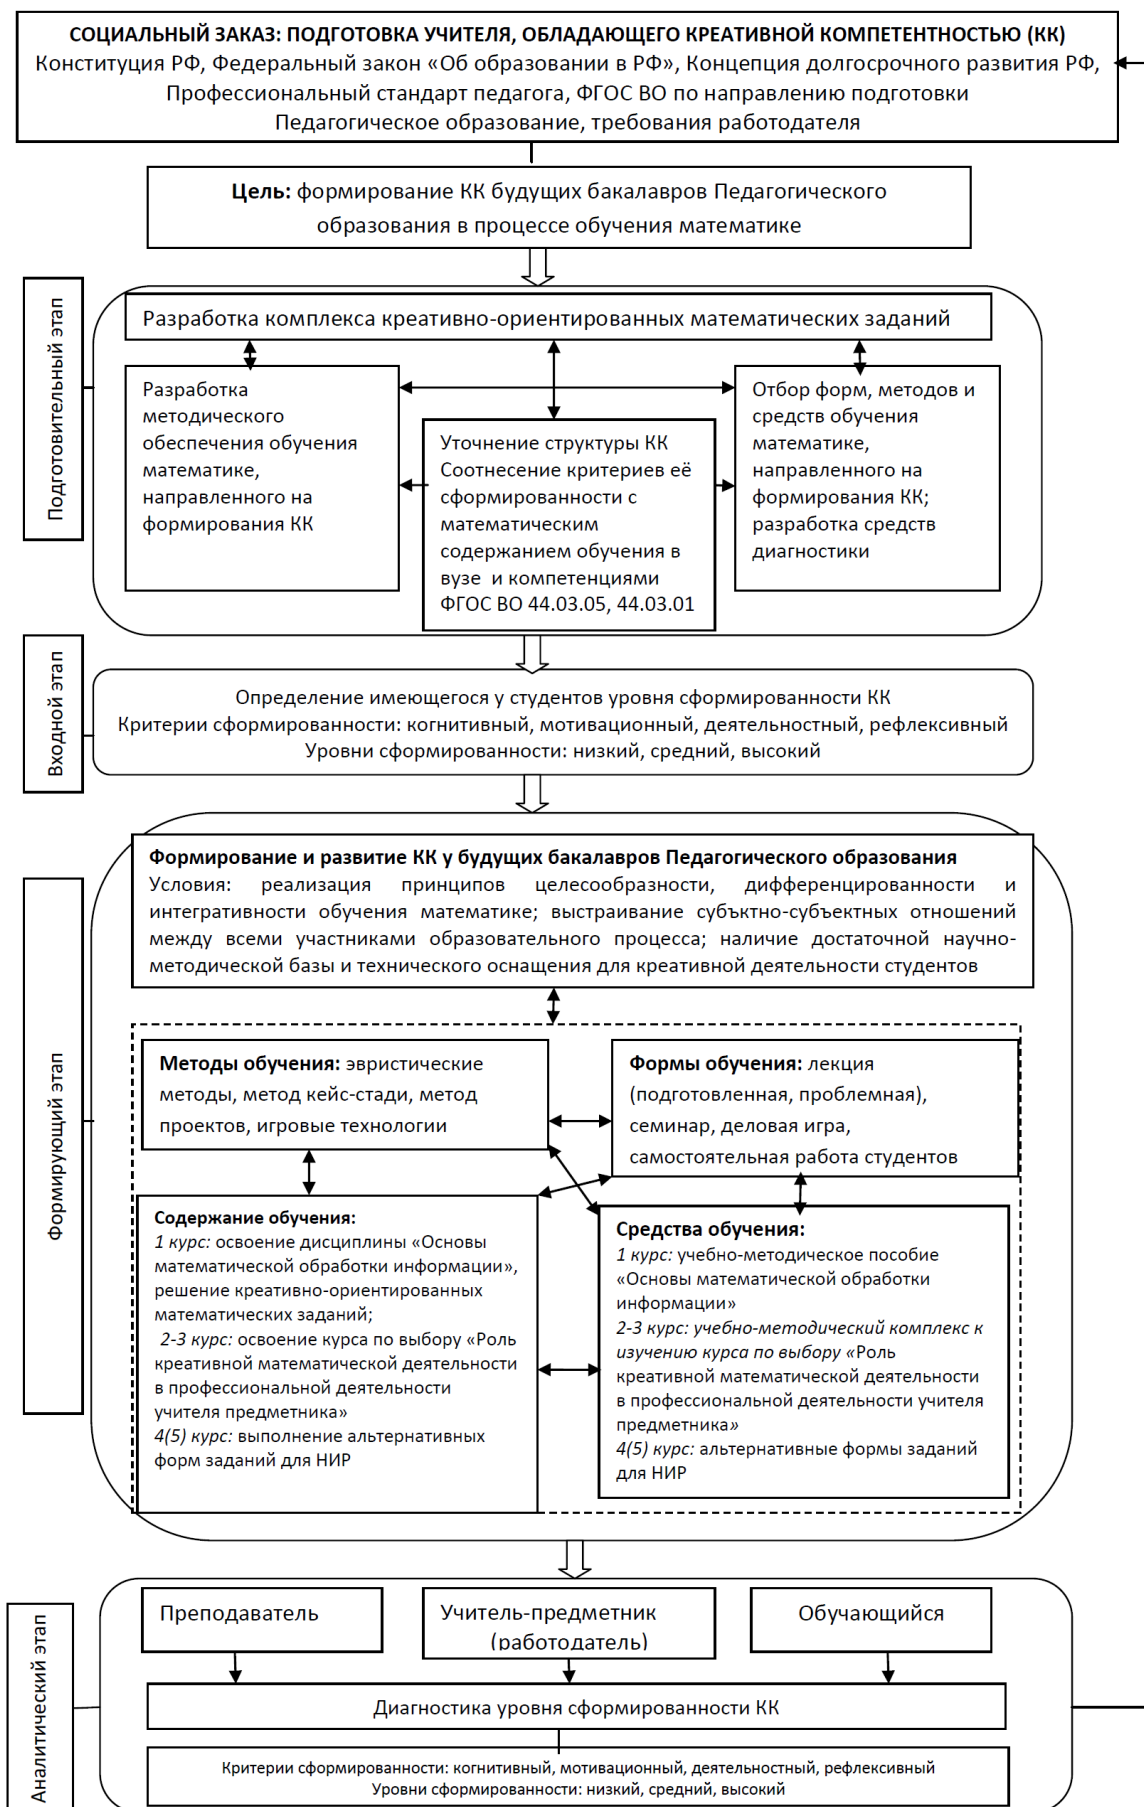 СОЦИАЛЬНЫЙ ЗАКАЗ: ПОДГОТОВКА УЧИТЕЛЯ, ОБЛАДАЮЩЕГО КРЕАТИВНОЙ КОМПЕТЕНТНОСТЬЮ (КК)
Конституция РФ, Федеральный закон «Об образовании в РФ», Концепция долгосрочного развития РФ,
Профессиональный стандарт педагога, ФГОС ВО по направлению подготовки
Педагогическое образование, требования работодателя
Цель: формирование КК будущих бакалавров Педагогического
образования в процессе обучения математике
Подготовительный этап
Разработка комплекса креативно-ориентированных математических заданий
Разработка
методического
обеспечения обучения
математике,
направленного на
формирования КК
Уточнение структуры КК
Соотнесение критериев её
сформированности с
математическим
содержанием обучения в
вузе и компетенциями
ФГОС ВО 44.03.05, 44.03.01
Отбор форм, методов и
средств обучения
математике,
направленного на
формирования КК;
разработка средств
диагностики
Входной этап
Определение имеющегося у студентов уровня сформированности КК
Критерии сформированности: когнитивный, мотивационный, деятельностный, рефлексивный
Уровни сформированности: низкий, средний, высокий
Формирующий этап
Формирование и развитие КК у будущих бакалавров Педагогического образования
Условия: реализация принципов целесообразности, дифференцированности и
интегративности обучения математике; выстраивание субъктно-субъектных отношений
между всеми участниками образовательного процесса; наличие достаточной научно-
методической базы и технического оснащения для креативной деятельности студентов
Методы обучения: эвристические
методы, метод кейс-стади, метод
проектов, игровые технологии
Формы обучения: лекция
(подготовленная, проблемная),
семинар, деловая игра,
самостоятельная работа студентов
Содержание обучения:
1 курс: освоение дисциплины «Основы
математической обработки информации»,
решение креативно-ориентированных
математических заданий;
2-3 курс: освоение курса по выбору «Роль
креативной математической деятельности
в профессиональной деятельности
учителя предметника»
4(5) курс: выполнение альтернативных
форм заданий для НИР
Средства обучения:
1 курс: учебно-методическое пособие
«Основы математической обработки
информации»
2-3 курс: учебно-методический комплекс к
изучению курса по выбору «Роль
креативной математической деятельности
в профессиональной деятельности учителя
предметника»
4(5) курс: альтернативные формы заданий
для НИР
Аналитический этап
Преподаватель
Учитель-предметник
(работодатель)
Обучающийся
Диагностика уровня сформированности КК
Критерии сформированности: когнитивный, мотивационный, деятельностный, рефлексивный
Уровни сформированности: низкий, средний, высокий